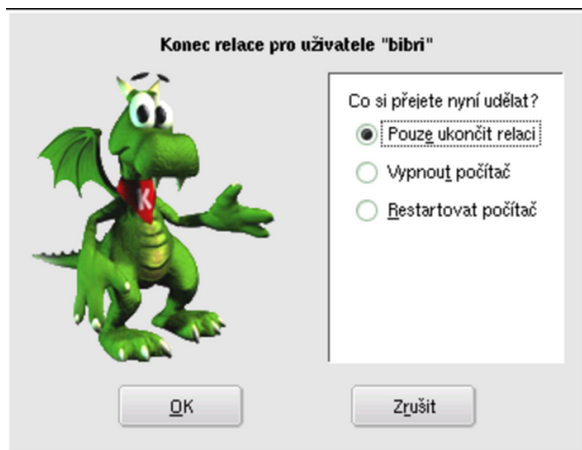 Konec relace pro uživatele "bibri"
Co si přejete nyní udělat?
Pouze ukončit relaci
Vypnout počítač
Restartovat počítač
K
OK
Zrušit